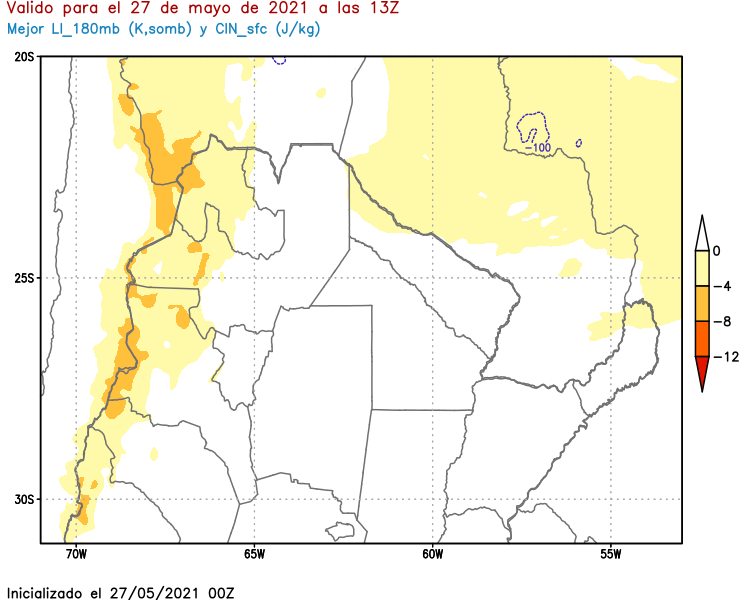 Valido para el 27 de mayo de 2021 a las 13Z
Mejor LI_180mb (K,somb) y CIN_sfc (J/kg)
20S
25S
30S
70W
65W
60W
55W
-100
0
-4
-8
-12
Inicializado el 27/05/2021 00Z